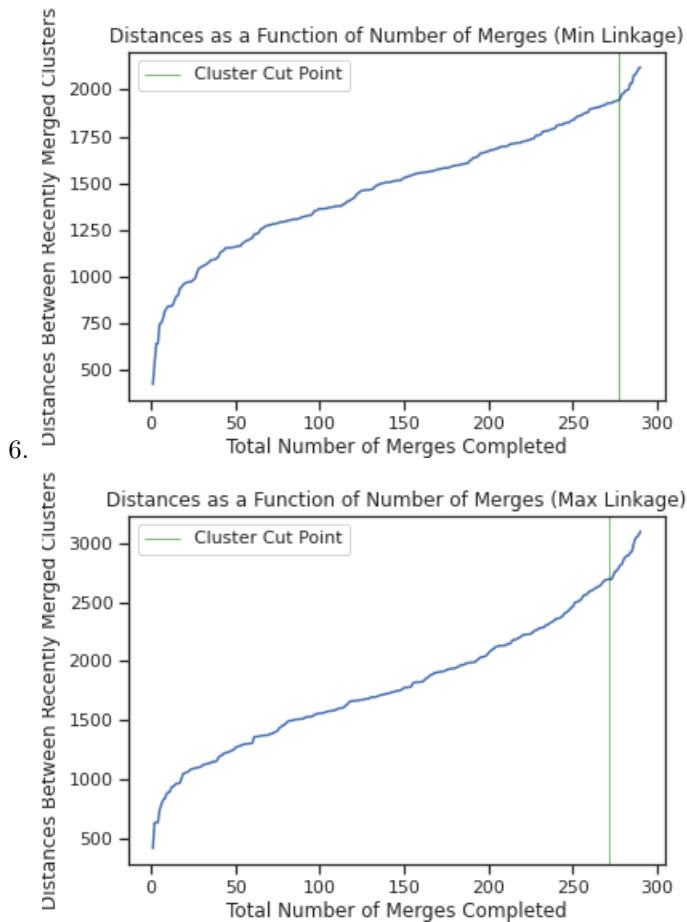 Distances as a Function of Number of Merges (Min Linkage)
Cluster Cut Point
Distances Between Recently Merged Clusters
2000
1750
1500
1250
1000
750
500
0 50 100 150 200 250 300
Total Number of Merges Completed
6.
Distances as a Function of Number of Merges (Max Linkage)
Cluster Cut Point
Distances Between Recently Merged Clusters
3000
2500
2000
1500
1000
500
0 50 100 150 200 250 300
Total Number of Merges Completed